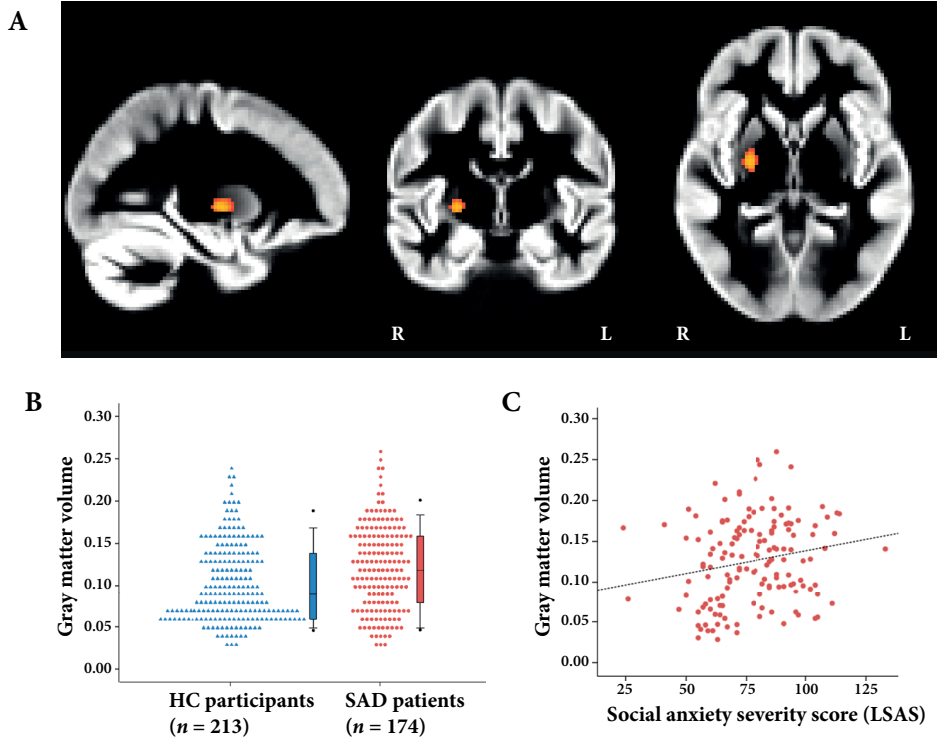 A
R
L
R
L
B
Gray matter volume
0.30
0.25
0.20
0.15
0.10
0.05
0.00
HC participants
(n = 213)
SAD patients
(n = 174)
C
Gray matter volume
0.30
0.25
0.20
0.15
0.10
0.05
0.00
25
50
75
100
125
Social anxiety severity score (LSAS)